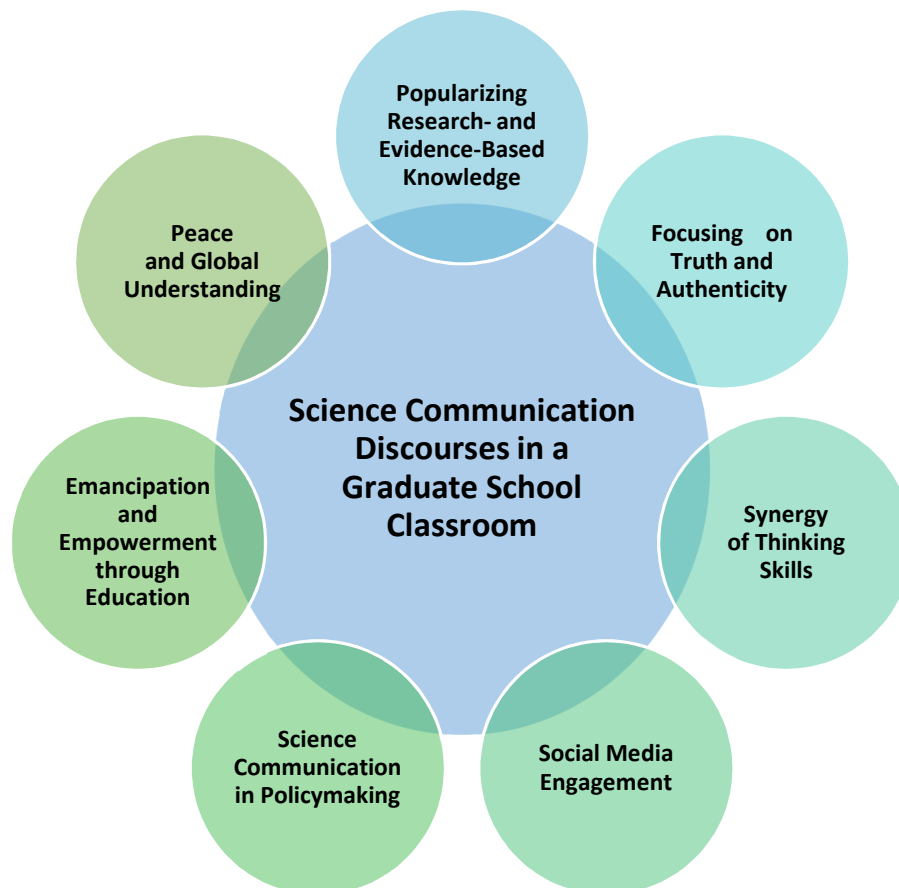 Popularizing
Research- and
Evidence-Based
Knowledge
Focusing on
Truth and
Authenticity
Synergy
of Thinking
Skills
Social Media
Engagement
Science
Communication
in Policymaking
Emancipation
and
Empowerment
through
Education
Peace
and Global
Understanding
Science Communication
Discourses in a
Graduate School
Classroom